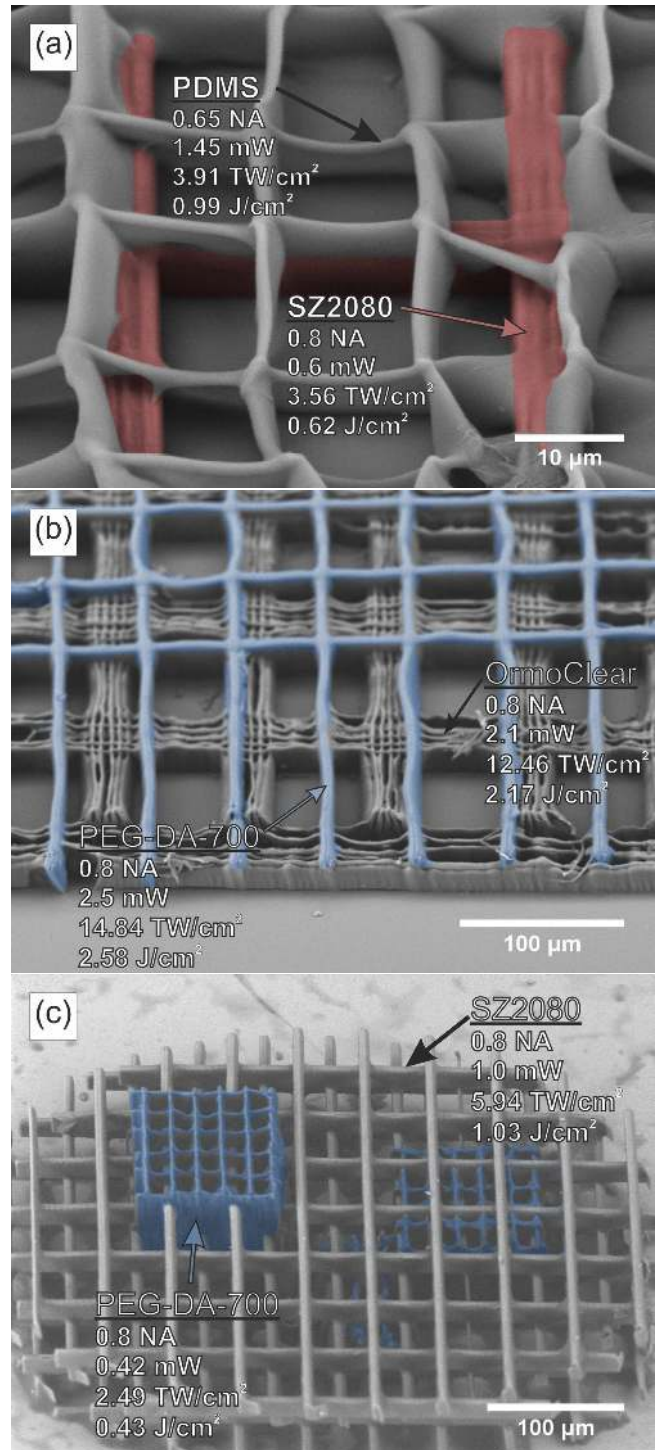 (a)
PDMS
0.65 NA
1.45 mW
3.91 TW/cm²
0.99 J/cm²
SZ2080
0.8 NA
0.6 mW
3.56 TW/cm²
0.62 J/cm²
10 µm
(b)
OrmoClear
0.8 NA
2.1 mW
12.46 TW/cm²
2.17 J/cm²
PEG-DA-700
0.8 NA
2.5 mW
14.84 TW/cm²
2.58 J/cm²
100 µm
(c)
SZ2080
0.8 NA
1.0 mW
5.94 TW/cm²
1.03 J/cm²
PEG-DA-700
0.8 NA
0.42 mW
2.49 TW/cm²
0.43 J/cm²
100 µm